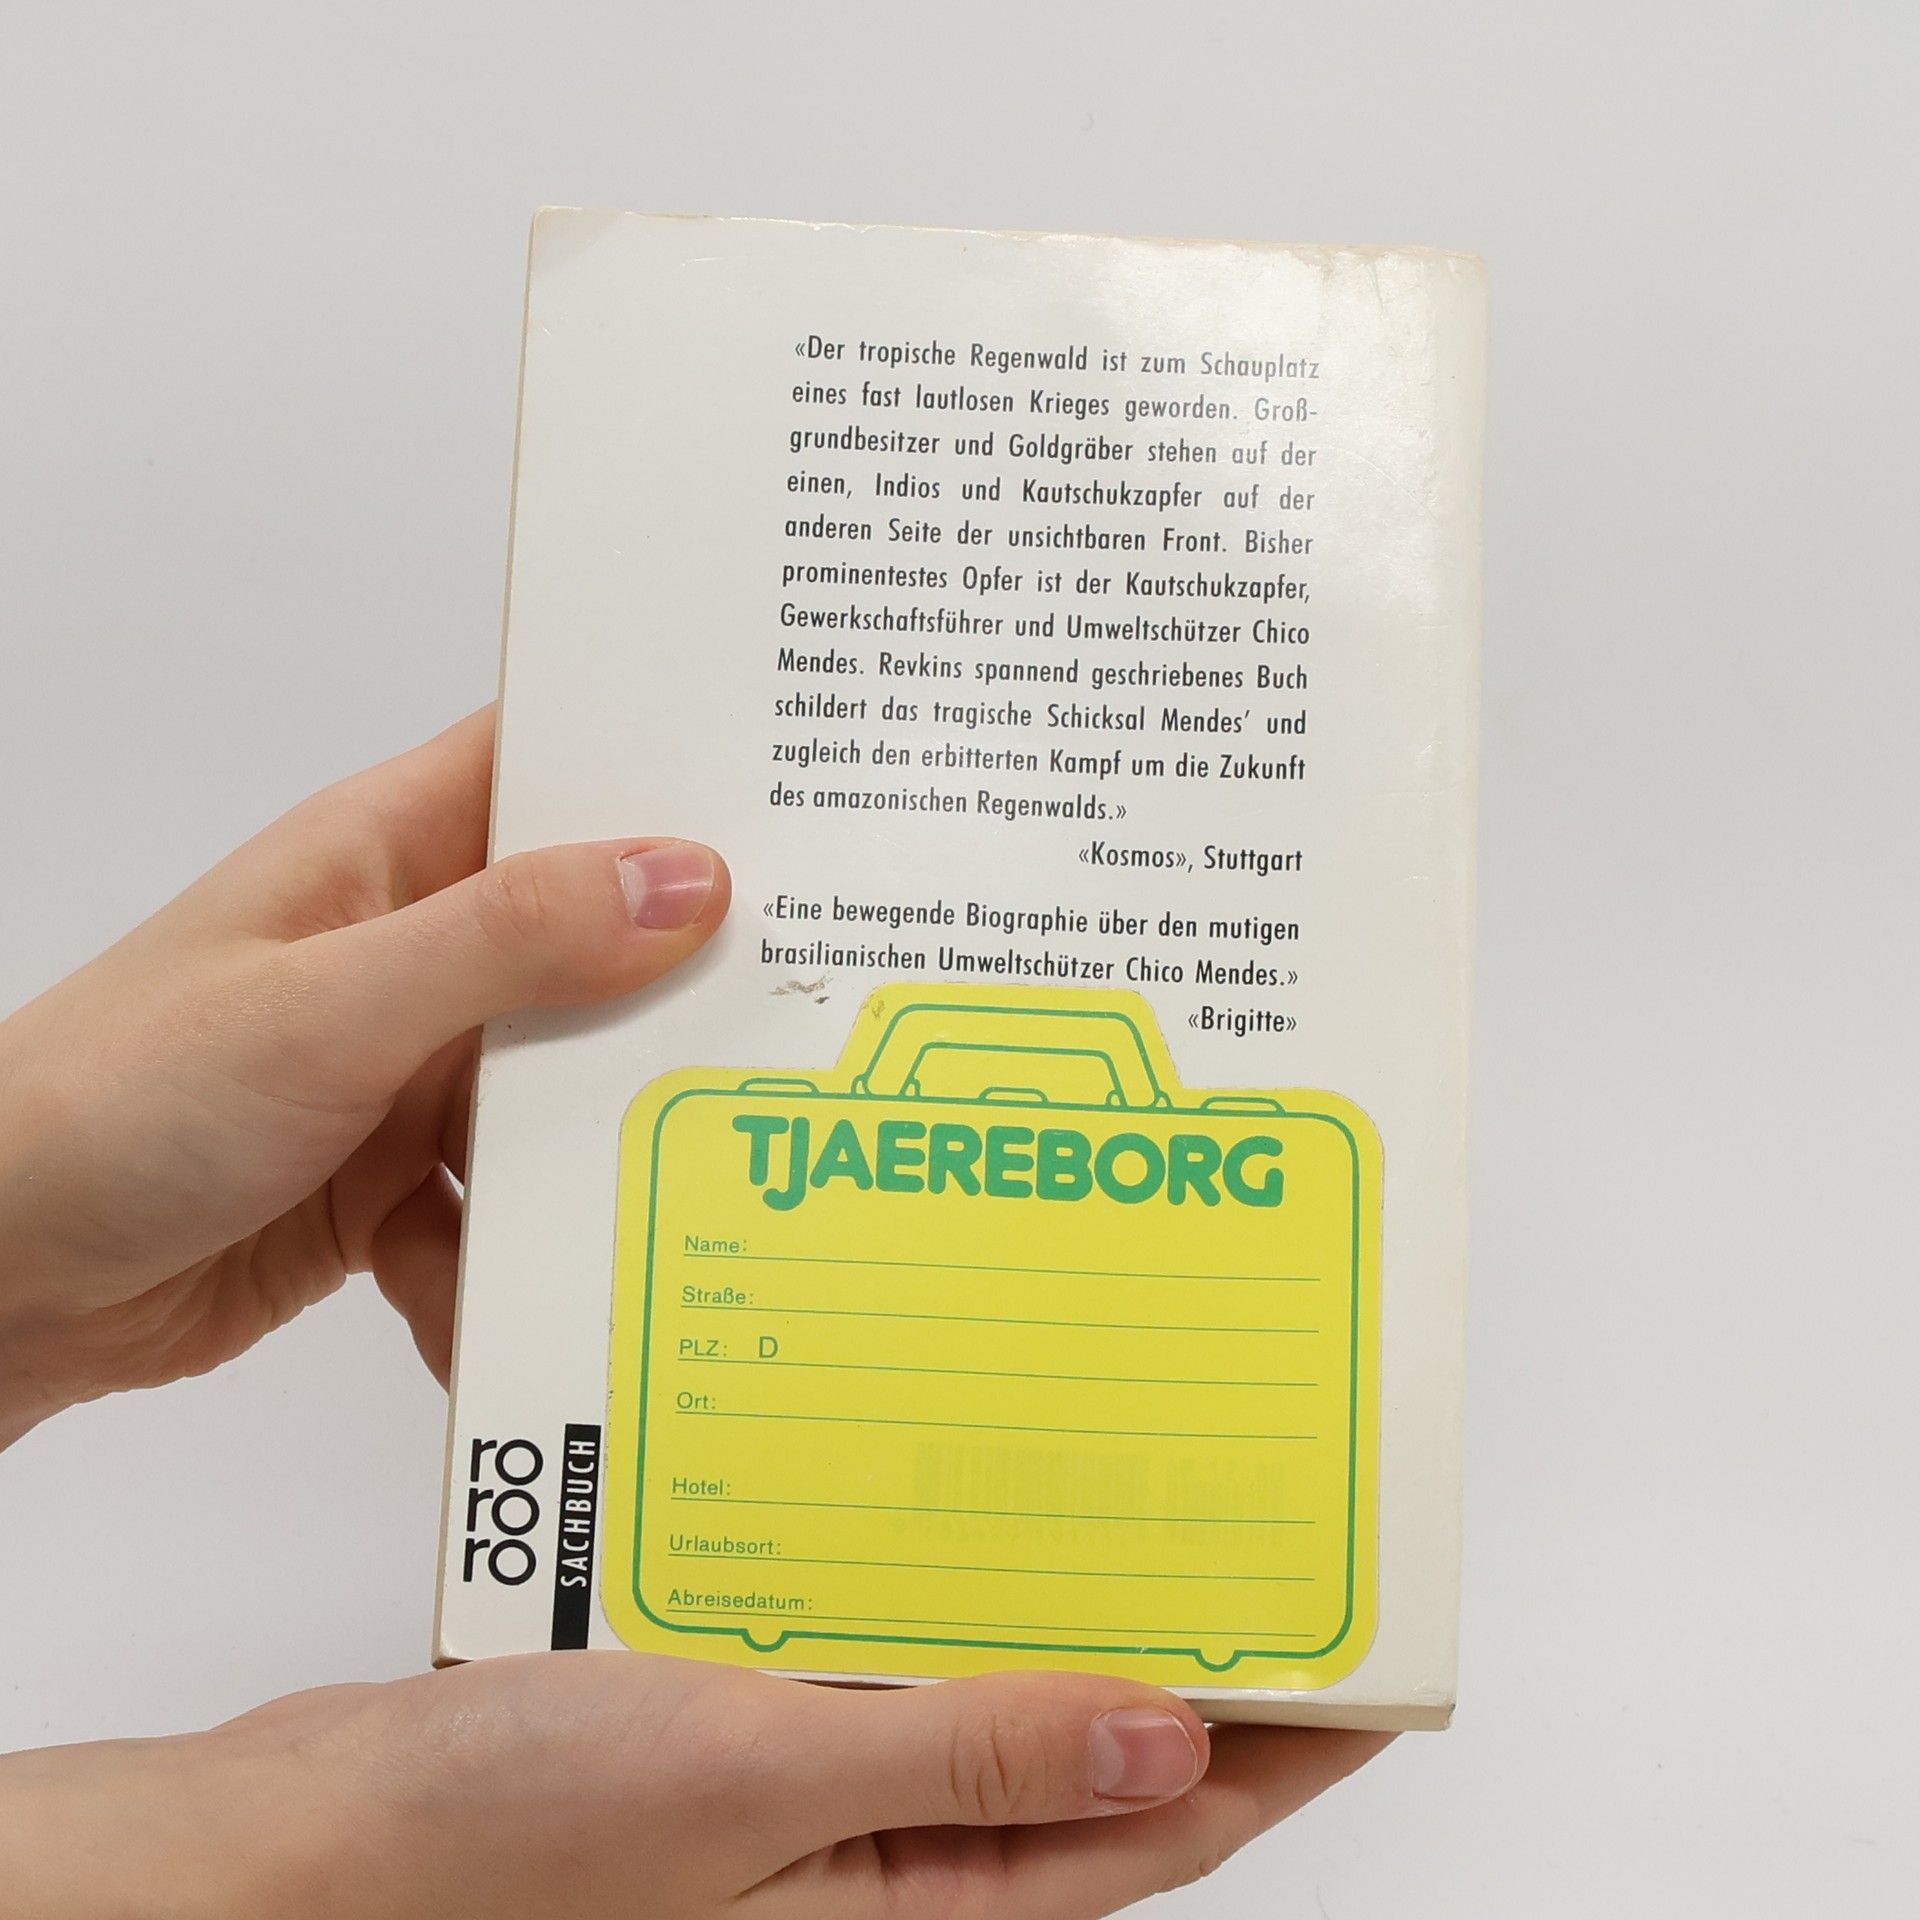 «Der tropische Regenwald ist zum Schauplatz
eines fast lautlosen Krieges geworden. Groß-
grundbesitzer und Goldgräber stehen auf der
einen, Indios und Kautschukzapfer auf der
anderen Seite der unsichtbaren Front. Bisher
prominentestes Opfer ist der Kautschukzapfer,
Gewerkschaftsführer und Umweltschützer Chico
Mendes. Revkins spannend geschriebenes Buch
schildert das tragische Schicksal Mendes’ und
zugleich den erbitterten Kampf um die Zukunft
des amazonischen Regenwalds.»
«Kosmos», Stuttgart
«Eine bewegende Biographie über den mutigen
brasilianischen Umweltschützer Chico Mendes.»
«Brigitte»
TJAEREBORG
Name:
Straße:
PLZ: D
Ort:
Hotel:
Urlaubsort:
Abreisedatum:
ro
ro
ro
SACHBUCH